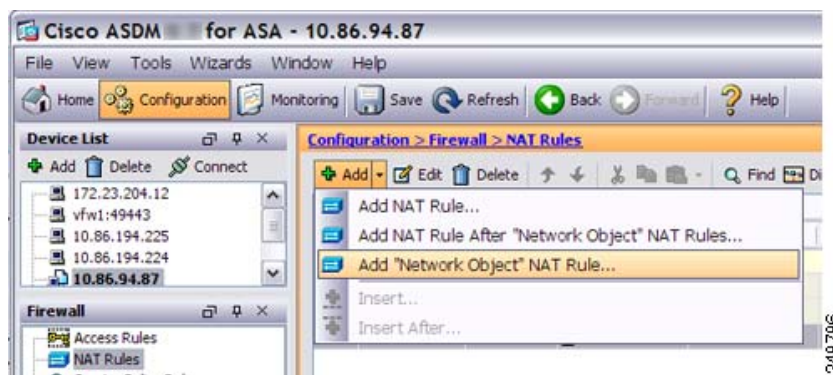 Cisco ASDM for ASA - 10.86.94.87
File View Tools Wizards Window Help
Home Configuration Monitoring Save Refresh Back Forward Help
Device List
Add Delete Connect
172.23.204.12
vfw1:49443
10.86.194.225
10.86.194.224
10.86.94.87
Firewall
Access Rules
NAT Rules
Configuration > Firewall > NAT Rules
Add Edit Delete Find Di
Add NAT Rule...
Add NAT Rule After "Network Object" NAT Rules...
Add "Network Object" NAT Rule...
Insert...
Insert After...